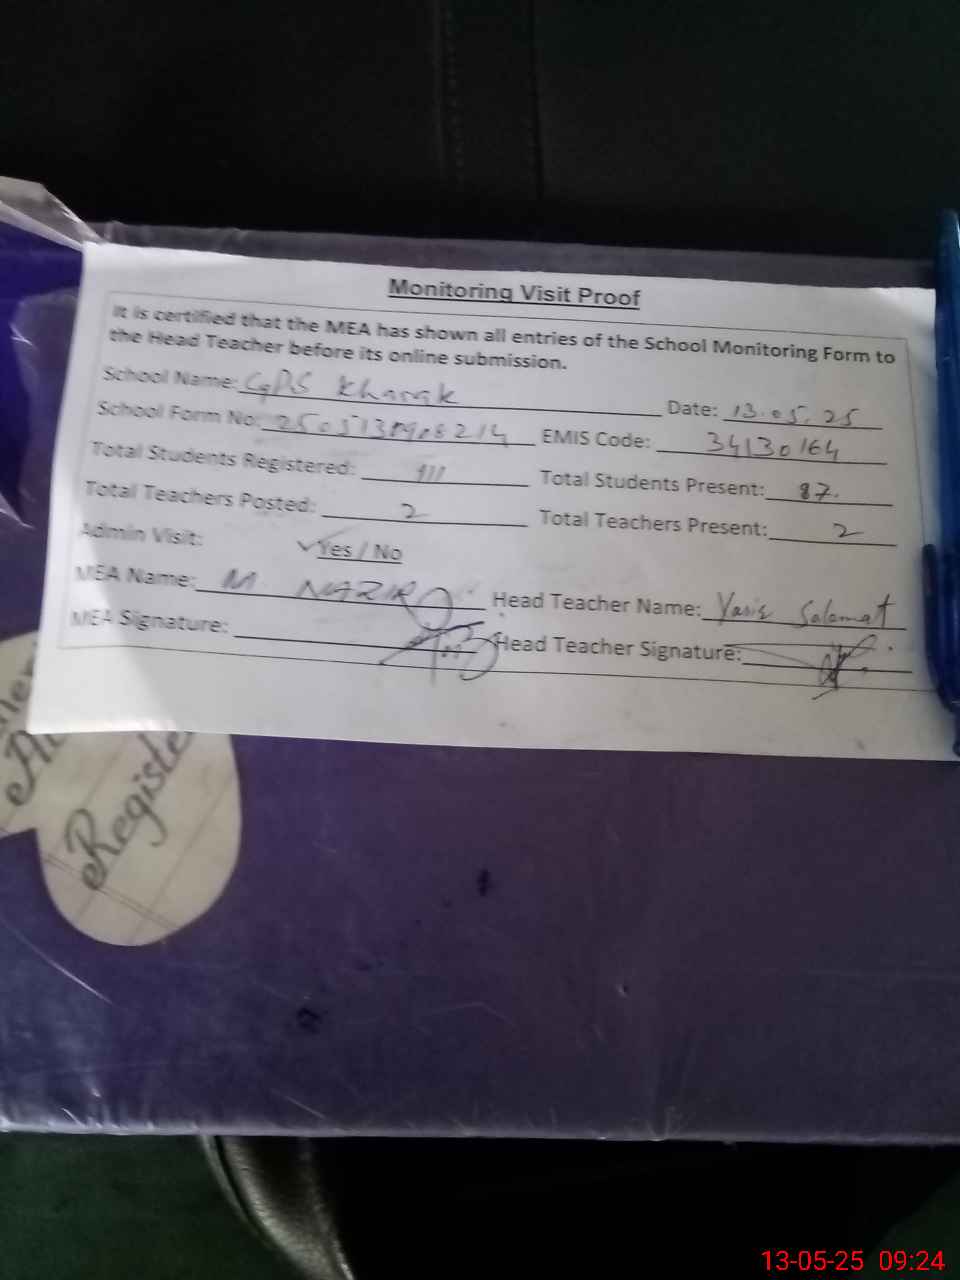 Monitoring Visit Proof
It is certified that the MEA has shown all entries of the School Monitoring Form to
the Head Teacher before its online submission.
School Name: GGPS Kharak Date: 13.05.25
School Form No: EMIS Code: 34130164
Total Students Registered: 111 Total Students Present: 87.
Total Teachers Posted: 2 Total Teachers Present: 2
Admin Visit: ✓Yes / No
MEA Name: M. NAZIR Head Teacher Name: Salamat
MEA Signature: Head Teacher Signature:
Register
13-05-25 09:24